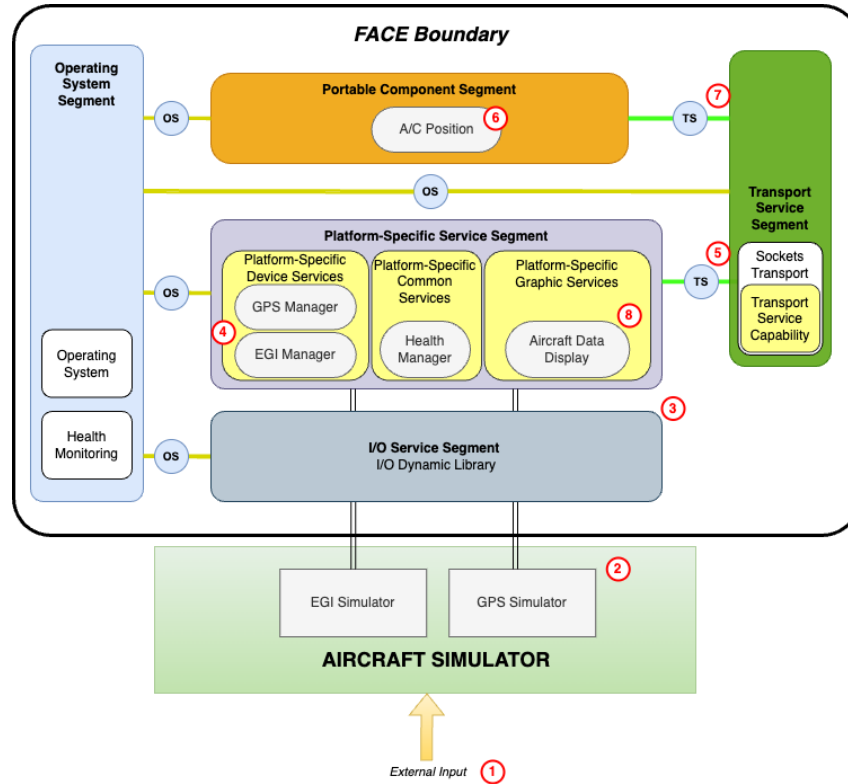 FACE Boundary
Operating
System
Segment
Portable Component Segment
7
6
A/C Position
OS
TS
OS
Transport
Service
Segment
Platform-Specific Service Segment
Platform-Specific
Device Services
Platform-Specific
Common
Services
Platform-Specific
Graphic Services
5
Sockets
Transport
GPS Manager
OS
TS
Transport
Service
Capability
4
8
EGI Manager
Health
Manager
Aircraft Data
Display
Operating
System
3
Health
Monitoring
OS
I/O Service Segment
I/O Dynamic Library
2
EGI Simulator
GPS Simulator
AIRCRAFT SIMULATOR
External Input
1